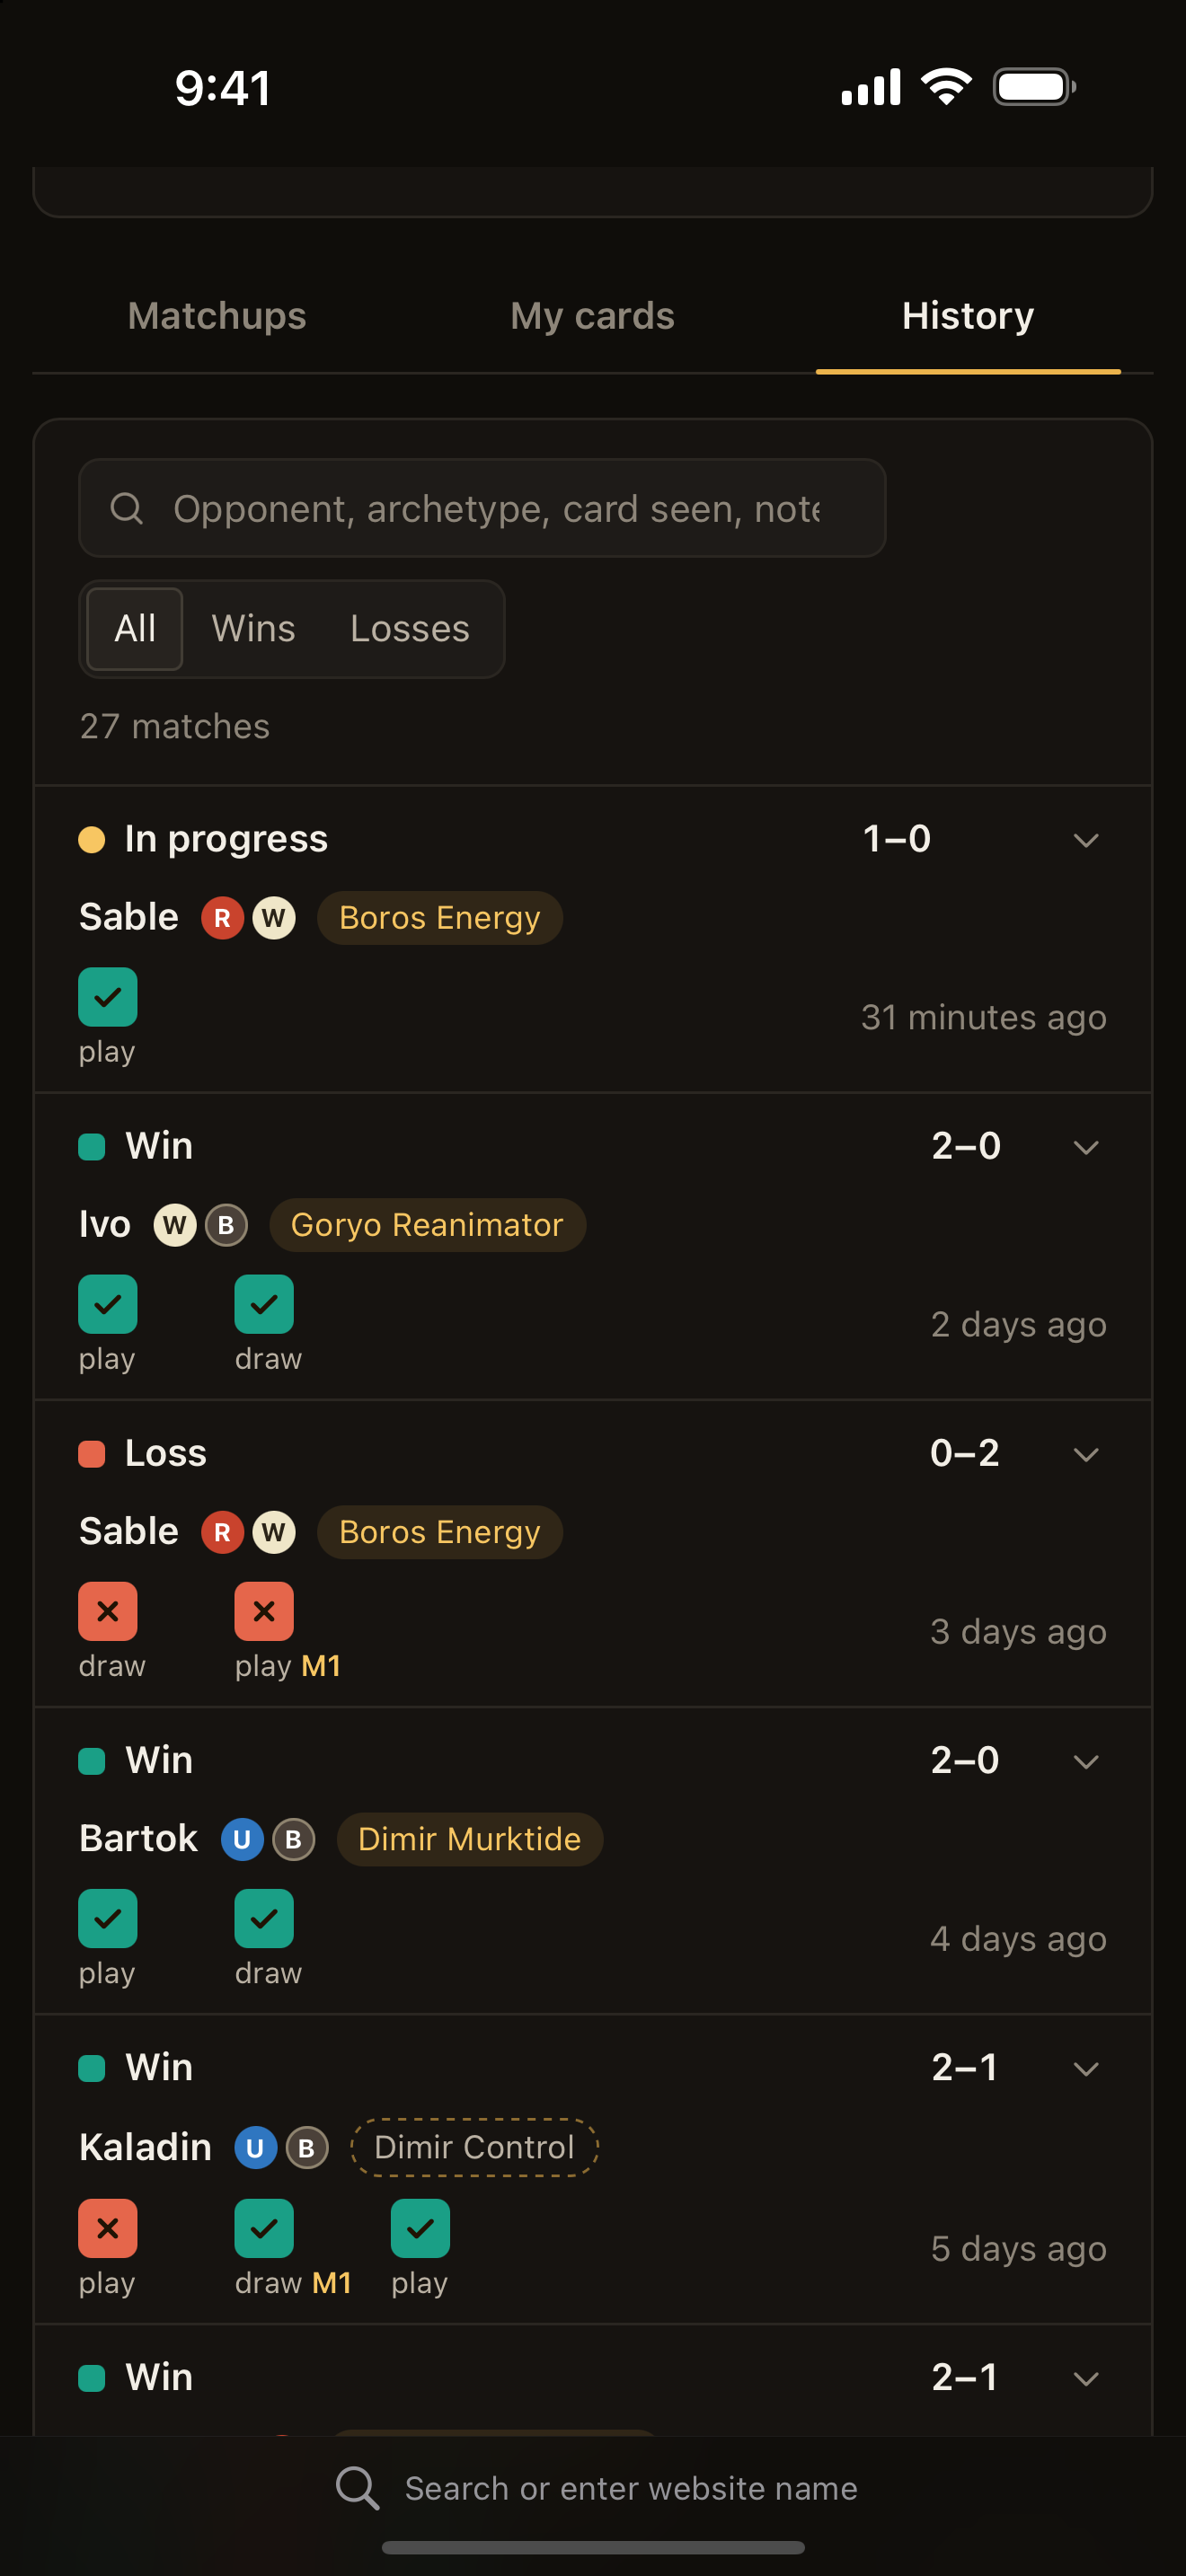 9:41
Matchups My cards History
Opponent, archetype, card seen, note
All Wins Losses
27 matches
In progress 1–0
Sable R W Boros Energy
31 minutes ago
play
Win 2–0
Ivo W B Goryo Reanimator
2 days ago
play draw
Loss 0–2
Sable R W Boros Energy
3 days ago
draw play M1
Win 2–0
Bartok U B Dimir Murktide
4 days ago
play draw
Win 2–1
Kaladin U B Dimir Control
5 days ago
play draw M1 play
Win 2–1
Search or enter website name